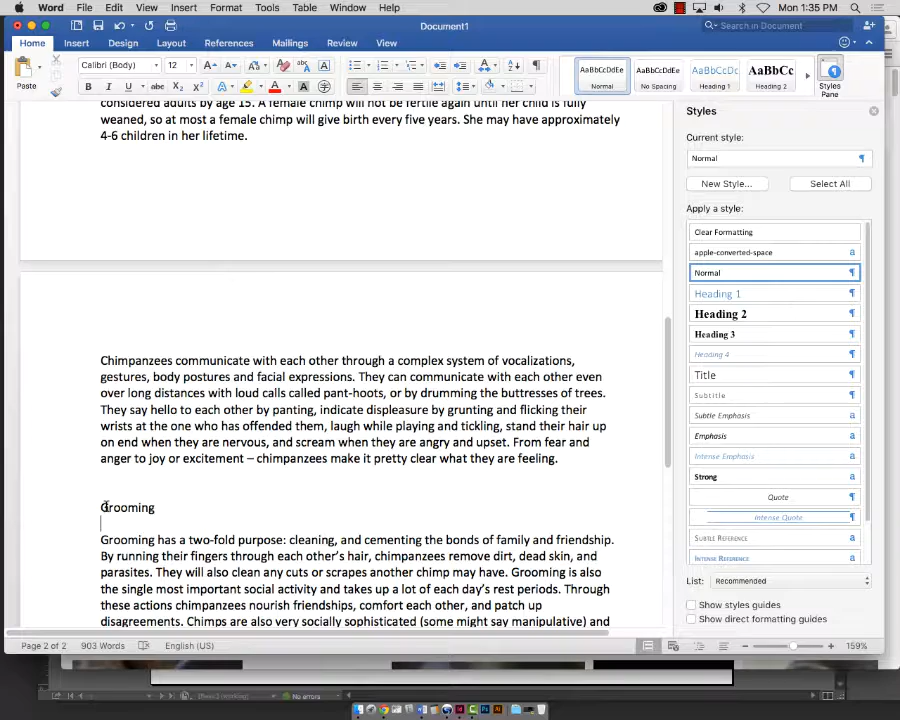 Word File Edit View Insert Format Tools Table Window Help Mon 1:35 PM
Document1
Search in Document
Home Insert Design Layout References Mailings Review View
Calibri (Body) 12
Paste
AaBbCcDdEe AaBbCcDdEe AaBbCcDc AaBbCc
Normal No Spacing Heading 1 Heading 2
Styles
Pane
considered adults by age 15. A female chimp will not be fertile again until her child is fully
weaned, so at most a female chimp will give birth every five years. She may have approximately
4-6 children in her lifetime.
Chimpanzees communicate with each other through a complex system of vocalizations,
gestures, body postures and facial expressions. They can communicate with each other even
over long distances with loud calls called pant-hoots, or by drumming the buttresses of trees.
They say hello to each other by panting, indicate displeasure by grunting and flicking their
wrists at the one who has offended them, laugh while playing and tickling, stand their hair up
on end when they are nervous, and scream when they are angry and upset. From fear and
anger to joy or excitement – chimpanzees make it pretty clear what they are feeling.
Grooming
Grooming has a two-fold purpose: cleaning, and cementing the bonds of family and friendship.
By running their fingers through each other's hair, chimpanzees remove dirt, dead skin, and
parasites. They will also clean any cuts or scrapes another chimp may have. Grooming is also
the single most important social activity and takes up a lot of each day's rest periods. Through
these actions chimpanzees nourish friendships, comfort each other, and patch up
disagreements. Chimps are also very socially sophisticated (some might say manipulative) and
Styles
Current style:
Normal
New Style... Select All
Apply a style:
Clear Formatting
apple-converted-space
Normal
Heading 1
Heading 2
Heading 3
Heading 4
Title
Subtitle
Subtle Emphasis
Emphasis
Intense Emphasis
Strong
Quote
Intense Quote
Subtle Reference
Intense Reference
List: Recommended
Show styles guides
Show direct formatting guides
Page 2 of 2 903 Words English (US) 159%
No errors